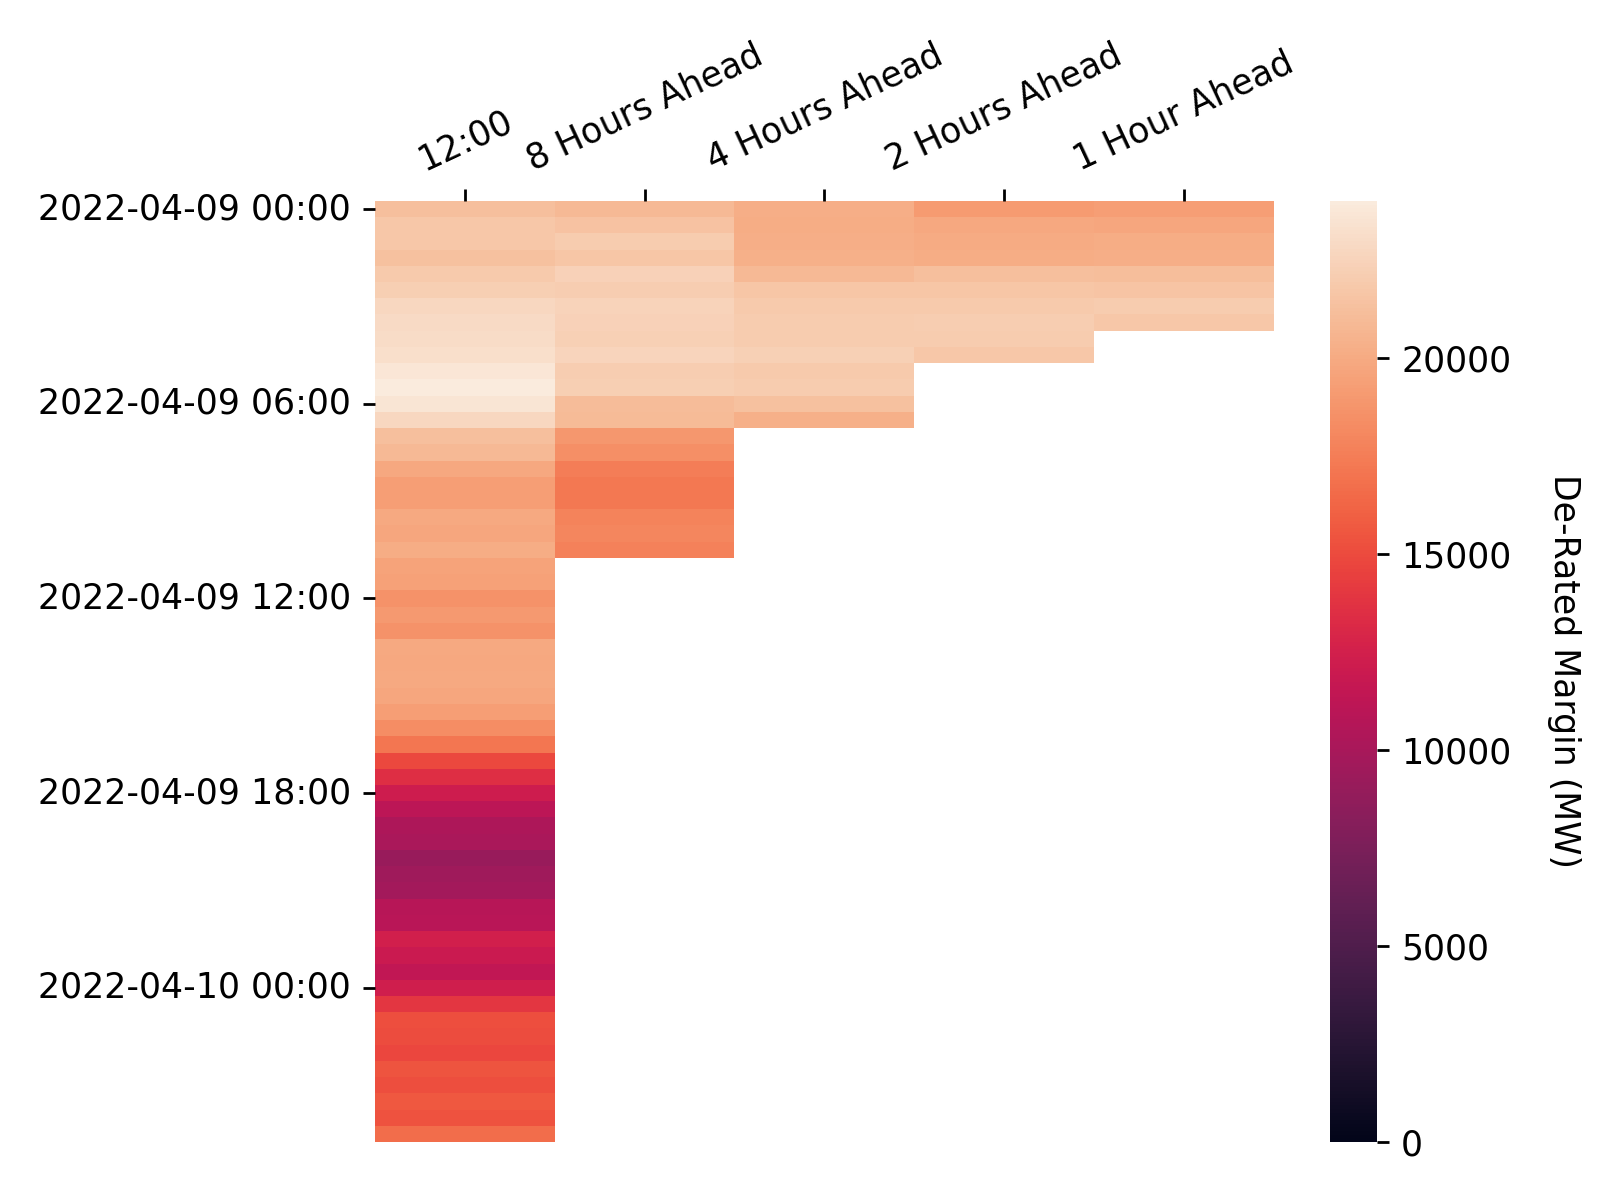 12:00
8 Hours Ahead
4 Hours Ahead
2 Hours Ahead
1 Hour Ahead
2022-04-09 00:00
2022-04-09 06:00
2022-04-09 12:00
2022-04-09 18:00
2022-04-10 00:00
20000
15000
10000
5000
0
De-Rated Margin (MW)